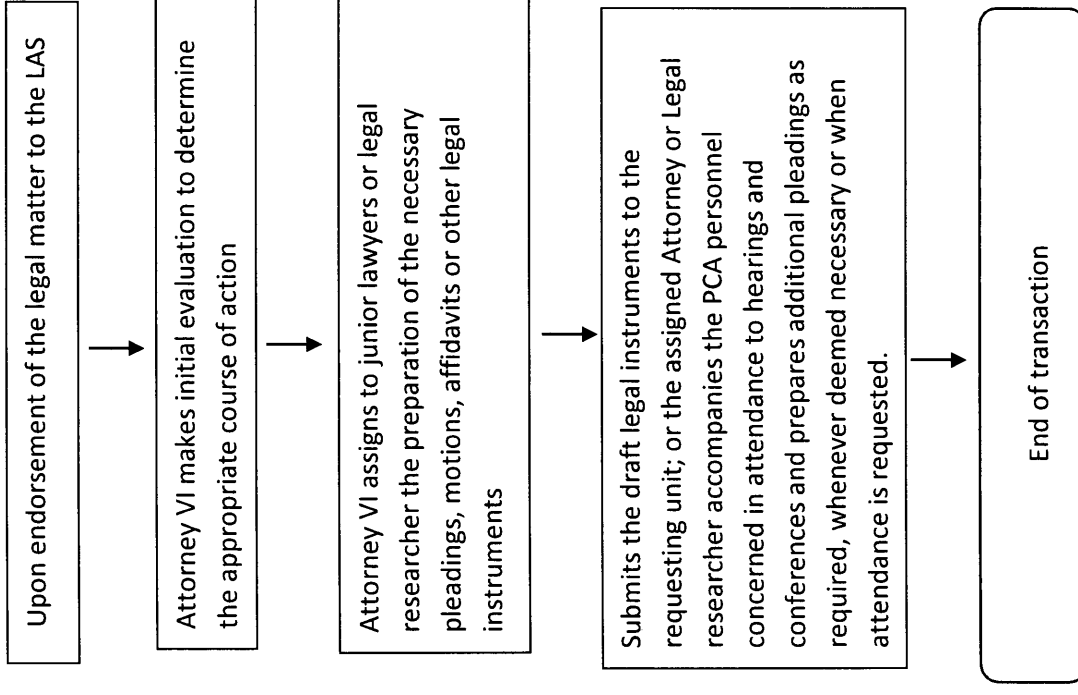 Upon endorsement of the legal matter to the LAS
Attorney VI makes initial evaluation to determine
the appropriate course of action
Attorney VI assigns to junior lawyers or legal
researcher the preparation of the necessary
pleadings, motions, affidavits or other legal
instruments
Submits the draft legal instruments to the
requesting unit; or the assigned Attorney or Legal
researcher accompanies the PCA personnel
concerned in attendance to hearings and
conferences and prepares additional pleadings as
required, whenever deemed necessary or when
attendance is requested.
End of transaction